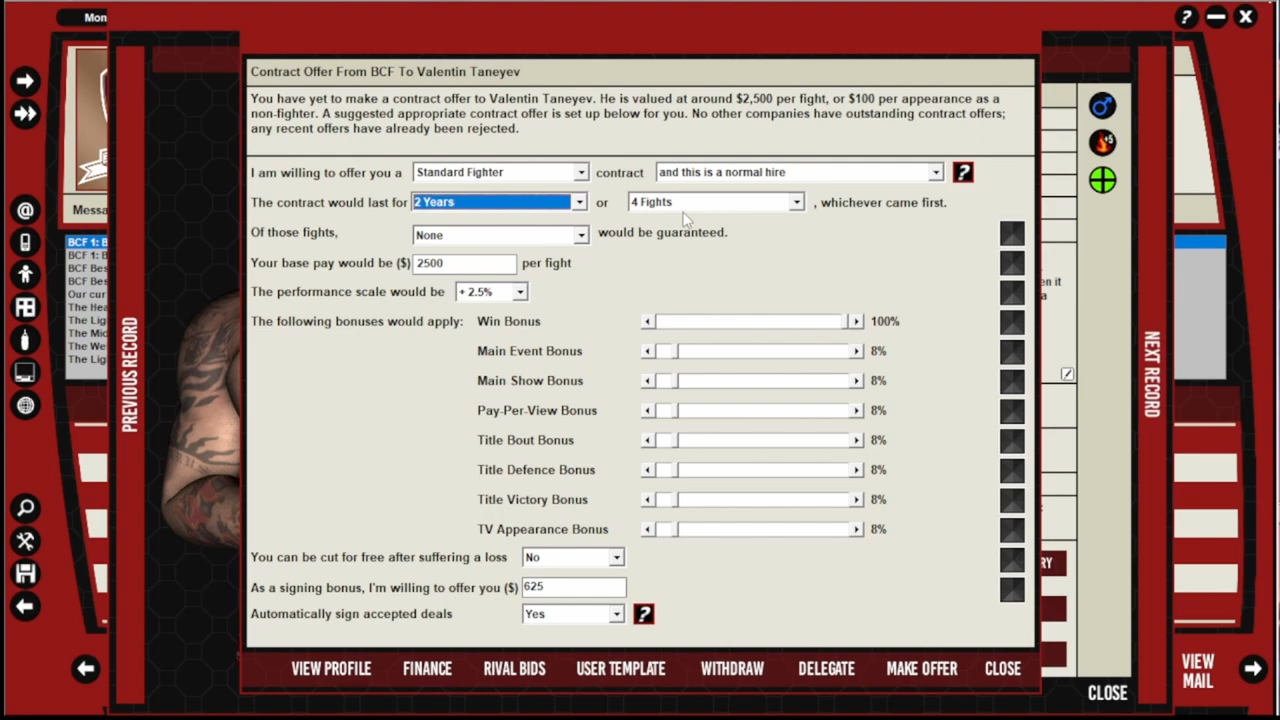 Mon
?
Contract Offer From BCF To Valentin Taneyev
You have yet to make a contract offer to Valentin Taneyev. He is valued at around $2,500 per fight, or $100 per appearance as a
non-fighter. A suggested appropriate contract offer is set up below for you. No other companies have outstanding contract offers;
any recent offers have already been rejected.
I am willing to offer you a Standard Fighter contract and this is a normal hire ?
The contract would last for 2 Years or 4 Fights , whichever came first.
Of those fights, None would be guaranteed.
Your base pay would be ($) 2500 per fight
The performance scale would be + 2.5%
The following bonuses would apply: Win Bonus 100%
Main Event Bonus 8%
Main Show Bonus 8%
Pay-Per-View Bonus 8%
Title Bout Bonus 8%
Title Defence Bonus 8%
Title Victory Bonus 8%
TV Appearance Bonus 8%
You can be cut for free after suffering a loss No
As a signing bonus, I'm willing to offer you ($) 625
Automatically sign accepted deals Yes ?
VIEW PROFILE FINANCE RIVAL BIDS USER TEMPLATE WITHDRAW DELEGATE MAKE OFFER CLOSE
Messa
BCF 1: B
BCF 1: B
BCF Bes
BCF Bes
Our cur
The Hea
The Lig
The Mid
The We
The Lig
PREVIOUS RECORD
NEXT RECORD
+5
en it
a
RY
CLOSE
VIEW
MAIL